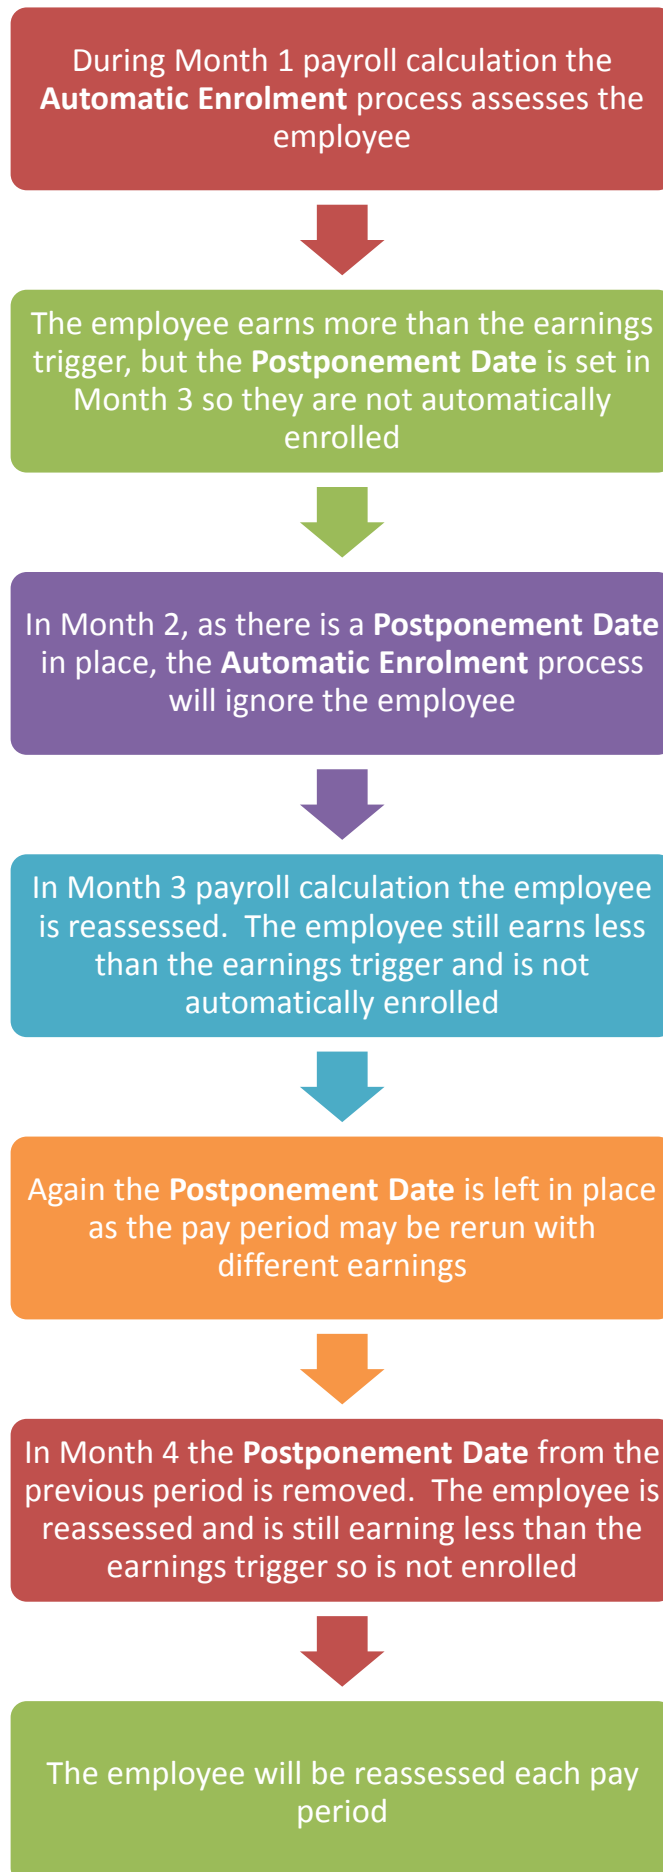 During Month 1 payroll calculation the
Automatic Enrolment process assesses the
employee
The employee earns more than the earnings
trigger, but the Postponement Date is set in
Month 3 so they are not automatically
enrolled
In Month 2, as there is a Postponement Date
in place, the Automatic Enrolment process
will ignore the employee
In Month 3 payroll calculation the employee
is reassessed.  The employee still earns less
than the earnings trigger and is not
automatically enrolled
Again the Postponement Date is left in place
as the pay period may be rerun with
different earnings
In Month 4 the Postponement Date from the
previous period is removed.  The employee is
reassessed and is still earning less than the
earnings trigger so is not enrolled
The employee will be reassessed each pay
period